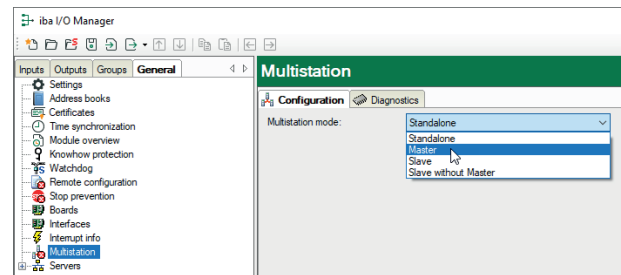 iba I/O Manager
Inputs Outputs Groups General
Settings
Address books
Certificates
Time synchronization
Module overview
Knowhow protection
Watchdog
Remote configuration
Stop prevention
Boards
Interfaces
Interrupt info
Multistation
Servers
Multistation
Configuration Diagnostics
Multistation mode: Standalone
Standalone
Master
Slave
Slave without Master